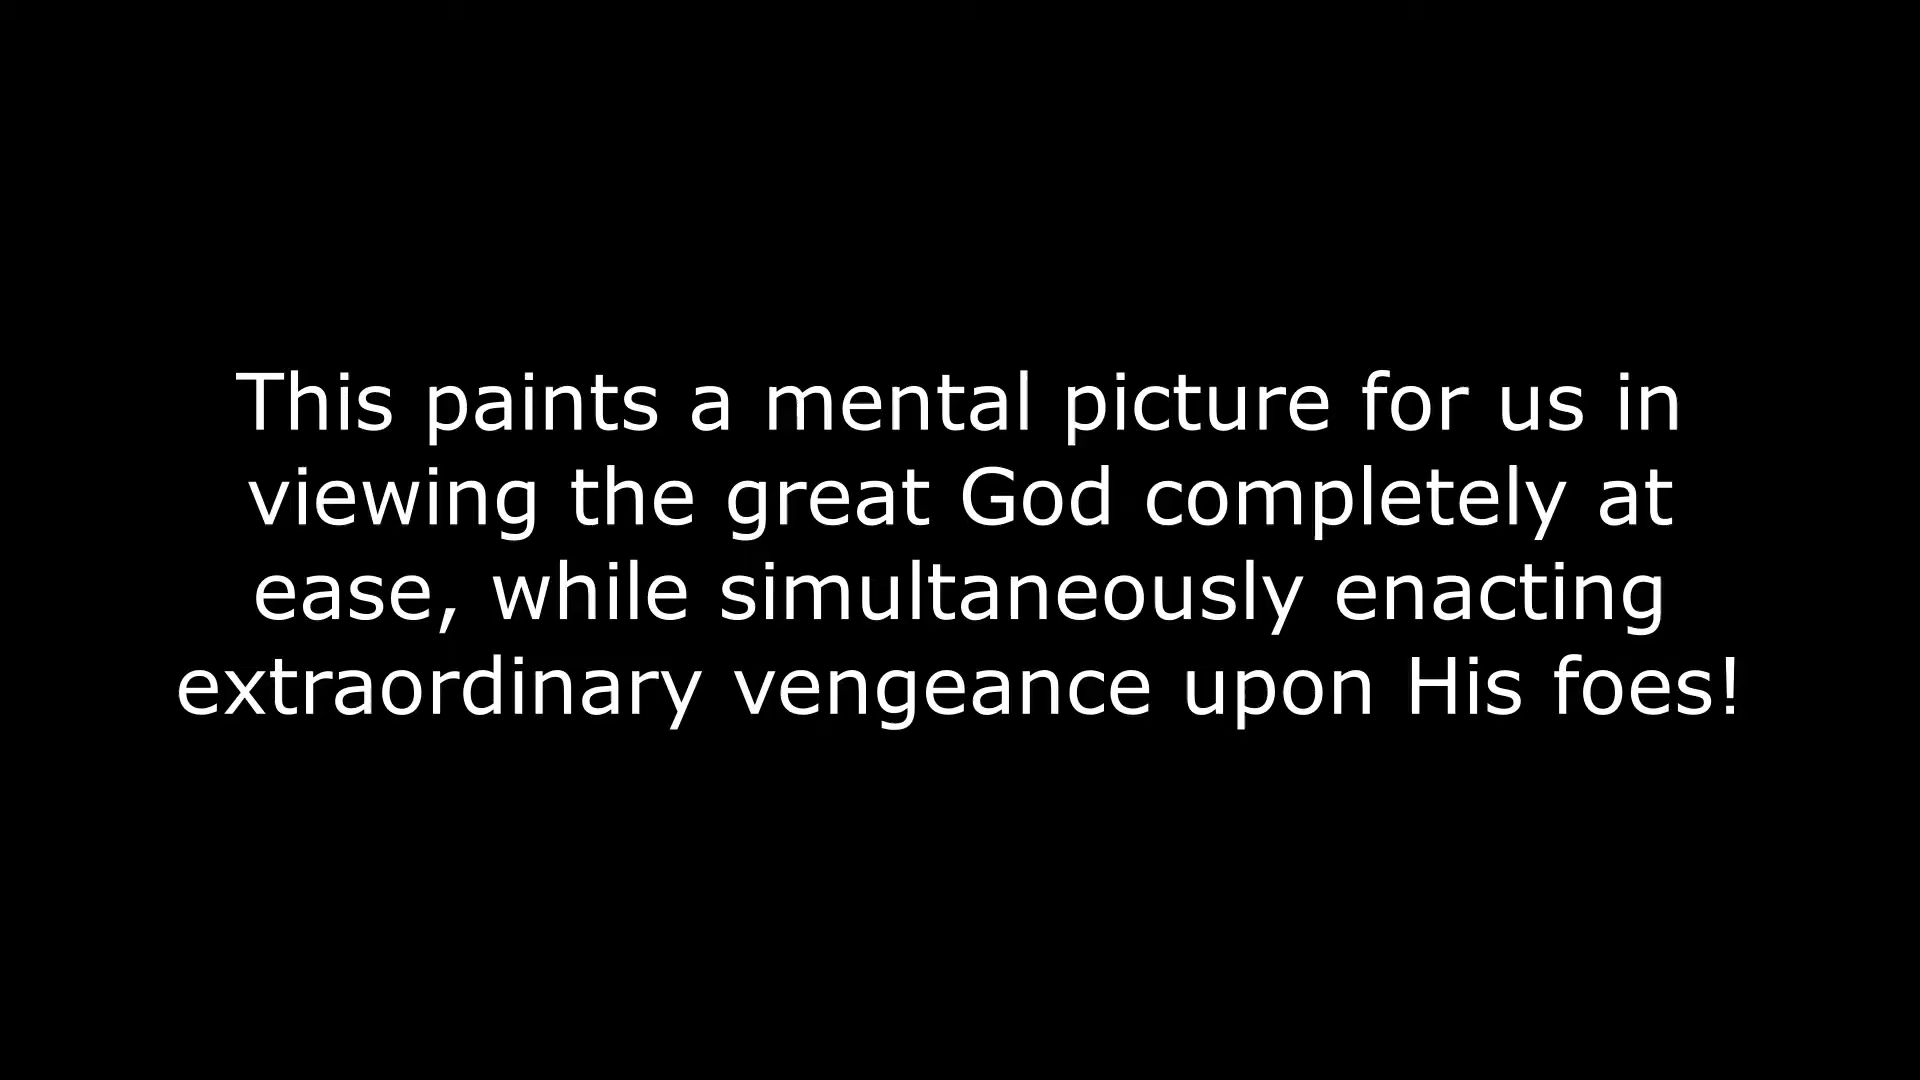 This paints a mental picture for us in
viewing the great God completely at
ease, while simultaneously enacting
extraordinary vengeance upon His foes!